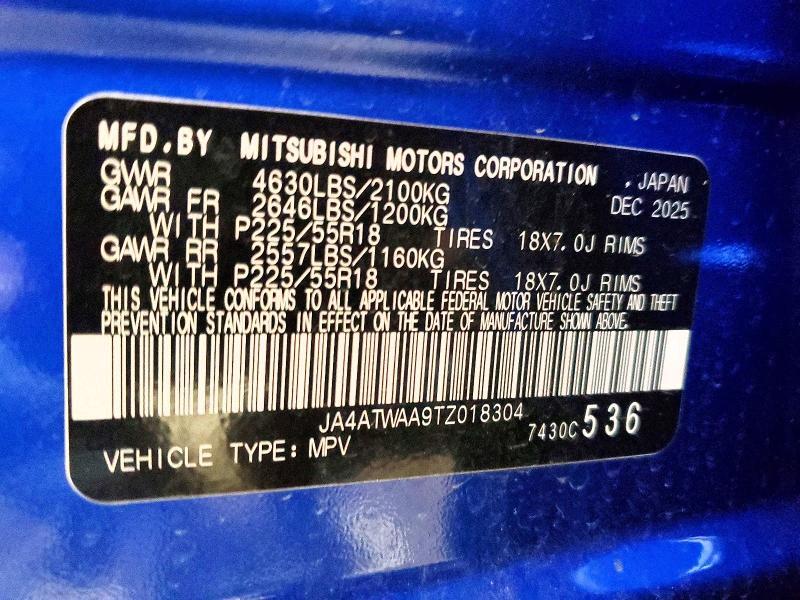 MFD.BY MITSUBISHI MOTORS CORPORATION , JAPAN
GVWR 4630LBS/2100KG DEC 2025
GAWR FR 2646LBS/1200KG
WITH P225/55R18 TIRES 18X7.0J RIMS
GAWR RR 2557LBS/1160KG
WITH P225/55R18 TIRES 18X7.0J RIMS
THIS VEHICLE CONFORMS TO ALL APPLICABLE FEDERAL MOTOR VEHICLE SAFETY AND THEFT
PREVENTION STANDARDS IN EFFECT ON THE DATE OF MANUFACTURE SHOWN ABOVE.
JA4ATWAA9TZ018304
7430C 536
VEHICLE TYPE: MPV